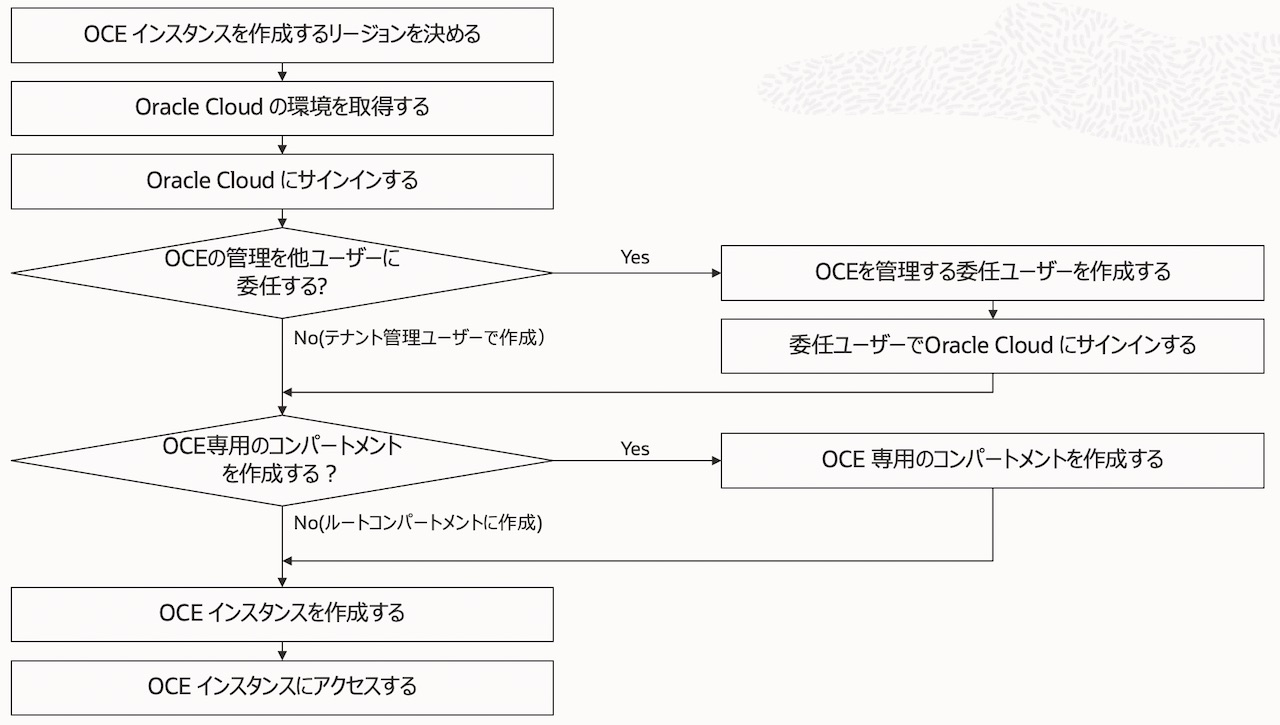 OCE インスタンスを作成するリージョンを決める
Oracle Cloud の環境を取得する
Oracle Cloud にサインインする
OCEの管理を他ユーザーに
委任する?
Yes
OCEを管理する委任ユーザーを作成する
No(テナント管理ユーザーで作成)
委任ユーザーでOracle Cloud にサインインする
OCE専用のコンパートメント
を作成する？
Yes
OCE 専用のコンパートメントを作成する
No(ルートコンパートメントに作成)
OCE インスタンスを作成する
OCE インスタンスにアクセスする